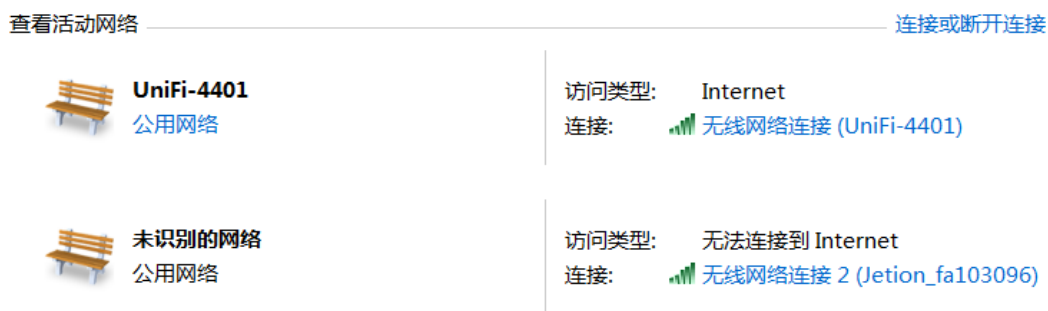 查看活动网络 连接或断开连接
UniFi-4401 访问类型: Internet
公用网络 连接: 无线网络连接 (UniFi-4401)
未识别的网络 访问类型: 无法连接到 Internet
公用网络 连接: 无线网络连接 2 (Jetion_fa103096)